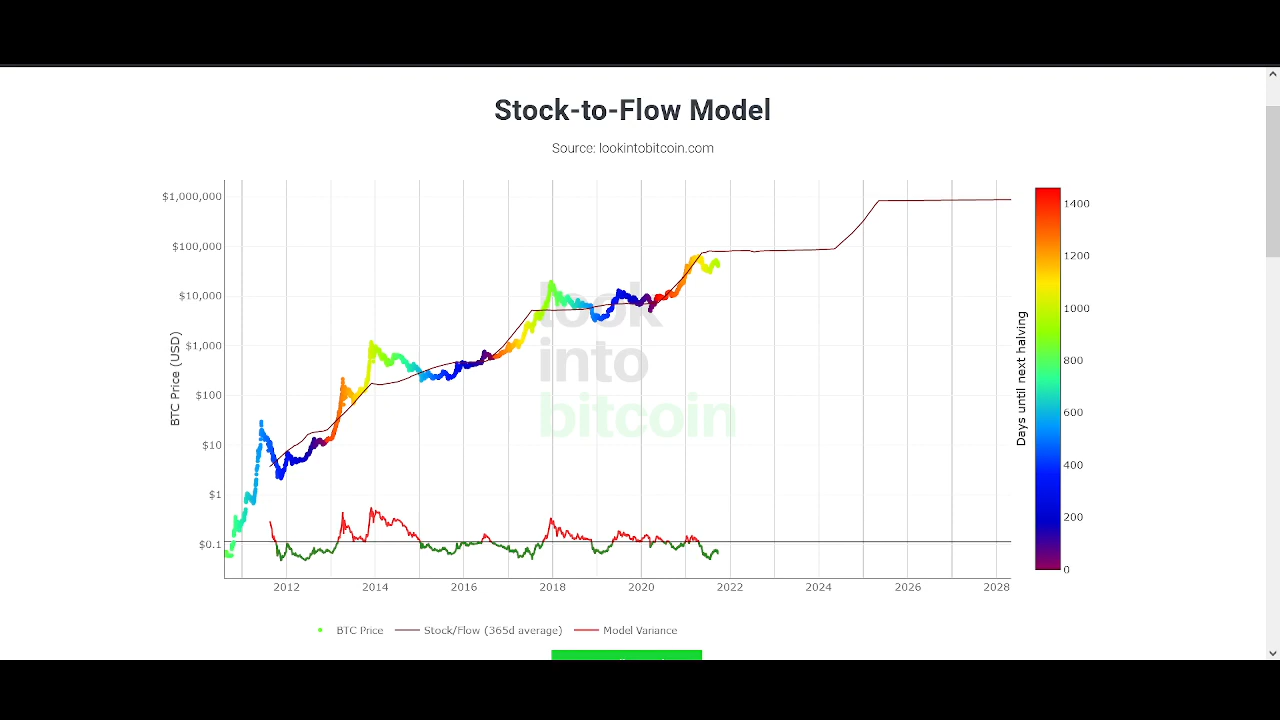 Stock-to-Flow Model
Source: lookintobitcoin.com
$1,000,000
$100,000
$10,000
$1,000
$100
$10
$1
$0.1
BTC Price (USD)
look
into
bitcoin
2012 2014 2016 2018 2020 2022 2024 2026 2028
1400
1200
1000
800
600
400
200
0
Days until next halving
BTC Price Stock/Flow (365d average) Model Variance